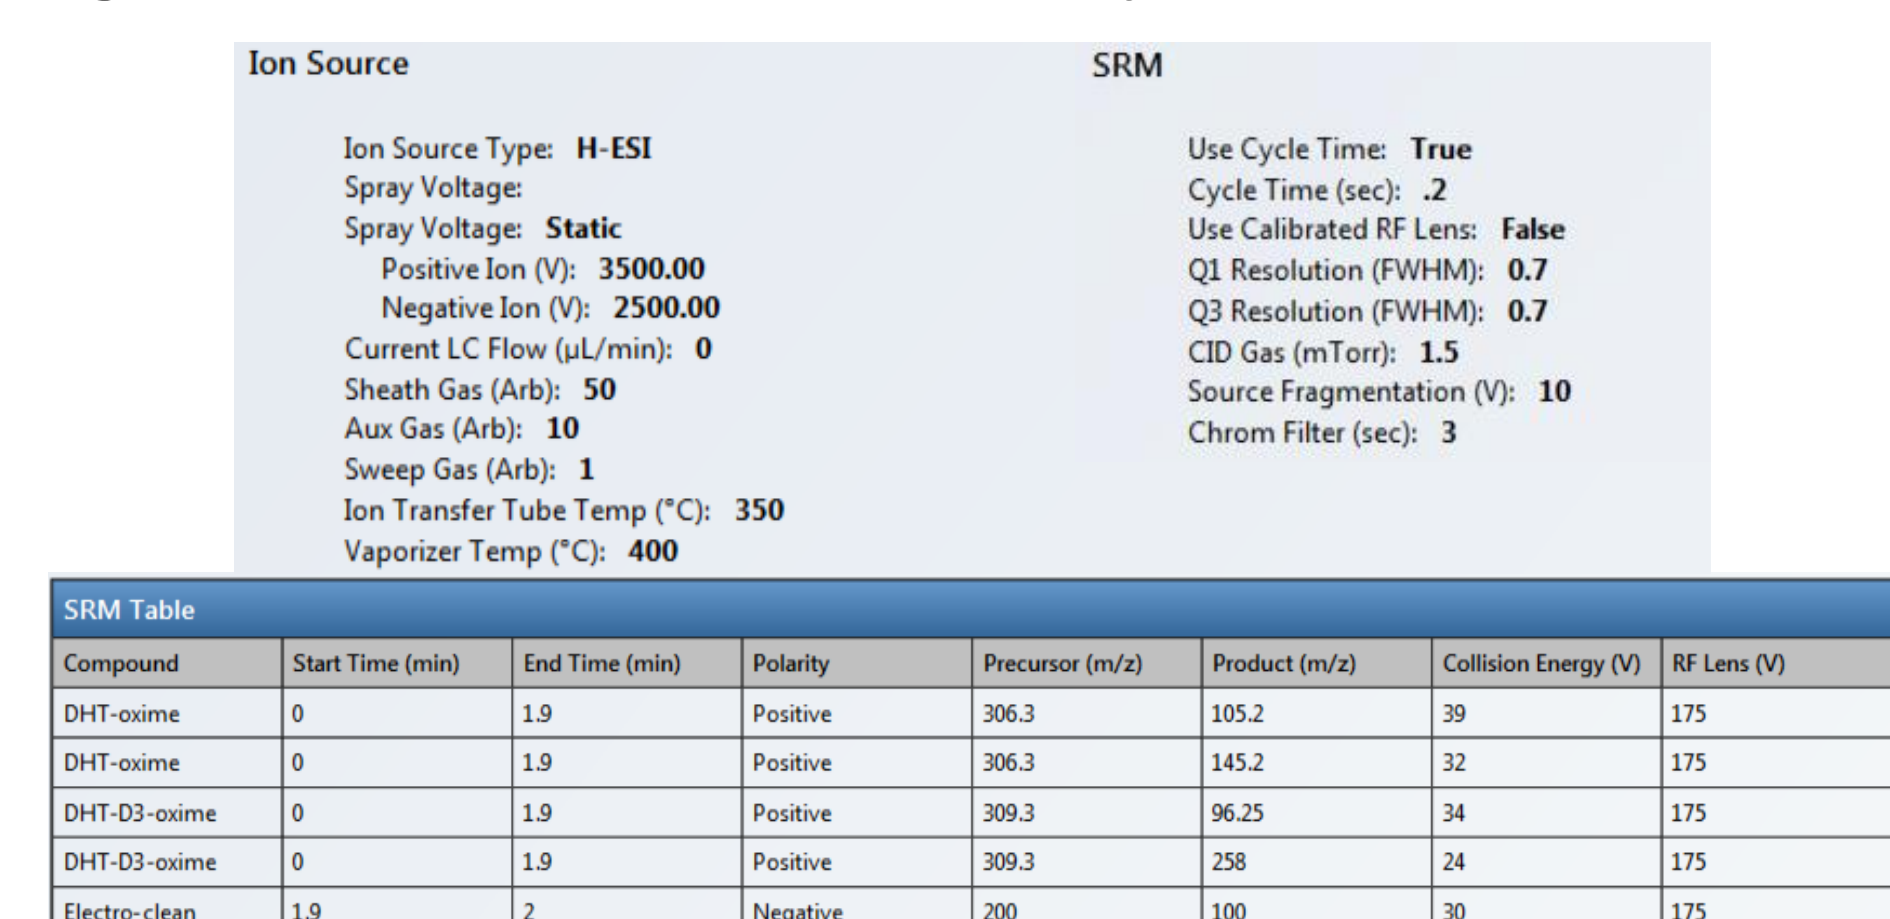 Ion Source
Ion Source Type: H-ESI
Spray Voltage:
Spray Voltage: Static
Positive Ion (V): 3500.00
Negative Ion (V): 2500.00
Current LC Flow (µL/min): 0
Sheath Gas (Arb): 50
Aux Gas (Arb): 10
Sweep Gas (Arb): 1
Ion Transfer Tube Temp (°C): 350
Vaporizer Temp (°C): 400
SRM
Use Cycle Time: True
Cycle Time (sec): .2
Use Calibrated RF Lens: False
Q1 Resolution (FWHM): 0.7
Q3 Resolution (FWHM): 0.7
CID Gas (mTorr): 1.5
Source Fragmentation (V): 10
Chrom Filter (sec): 3
SRM Table
Compound Start Time (min) End Time (min) Polarity Precursor (m/z) Product (m/z) Collision Energy (V) RF Lens (V)
DHT-oxime 0 1.9 Positive 306.3 105.2 39 175
DHT-oxime 0 1.9 Positive 306.3 145.2 32 175
DHT-D3-oxime 0 1.9 Positive 309.3 96.25 34 175
DHT-D3-oxime 0 1.9 Positive 309.3 258 24 175
Electro-clean 1.9 2 Negative 200 100 30 175